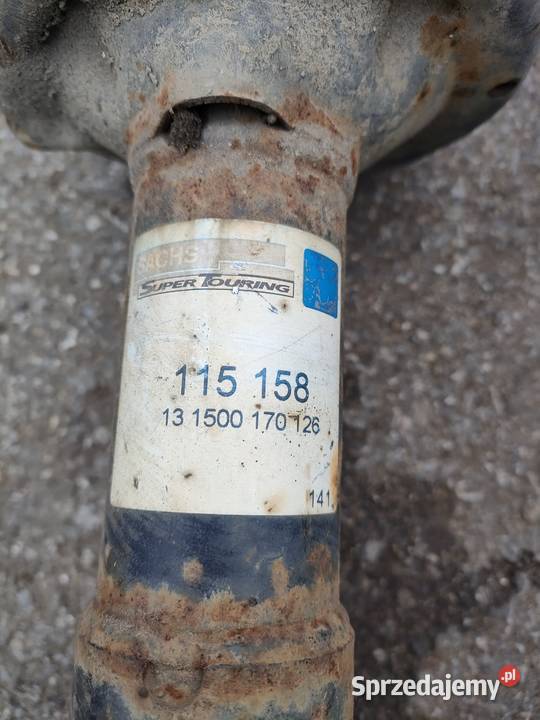 SACHS
SUPER TOURING
115 158
13 1500 170 126
141
Sprzedajemy.pl